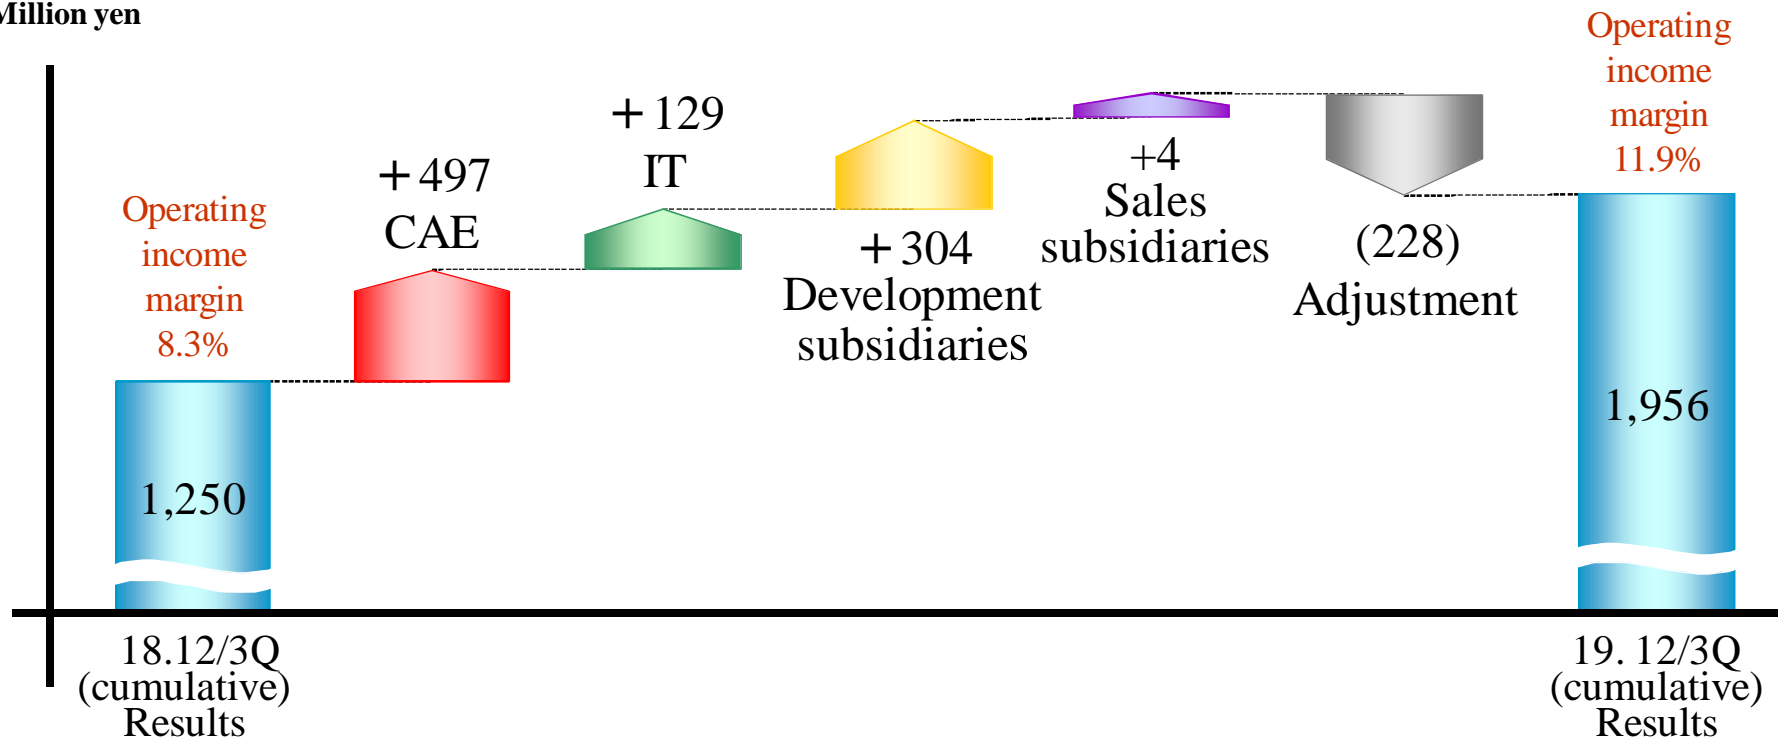 Million yen
Operating
income
margin
8.3%
1,250
18.12/3Q
(cumulative)
Results
+497
CAE
+129
IT
+304
Development
subsidiaries
+4
Sales
subsidiaries
(228)
Adjustment
Operating
income
margin
11.9%
1,956
19. 12/3Q
(cumulative)
Results